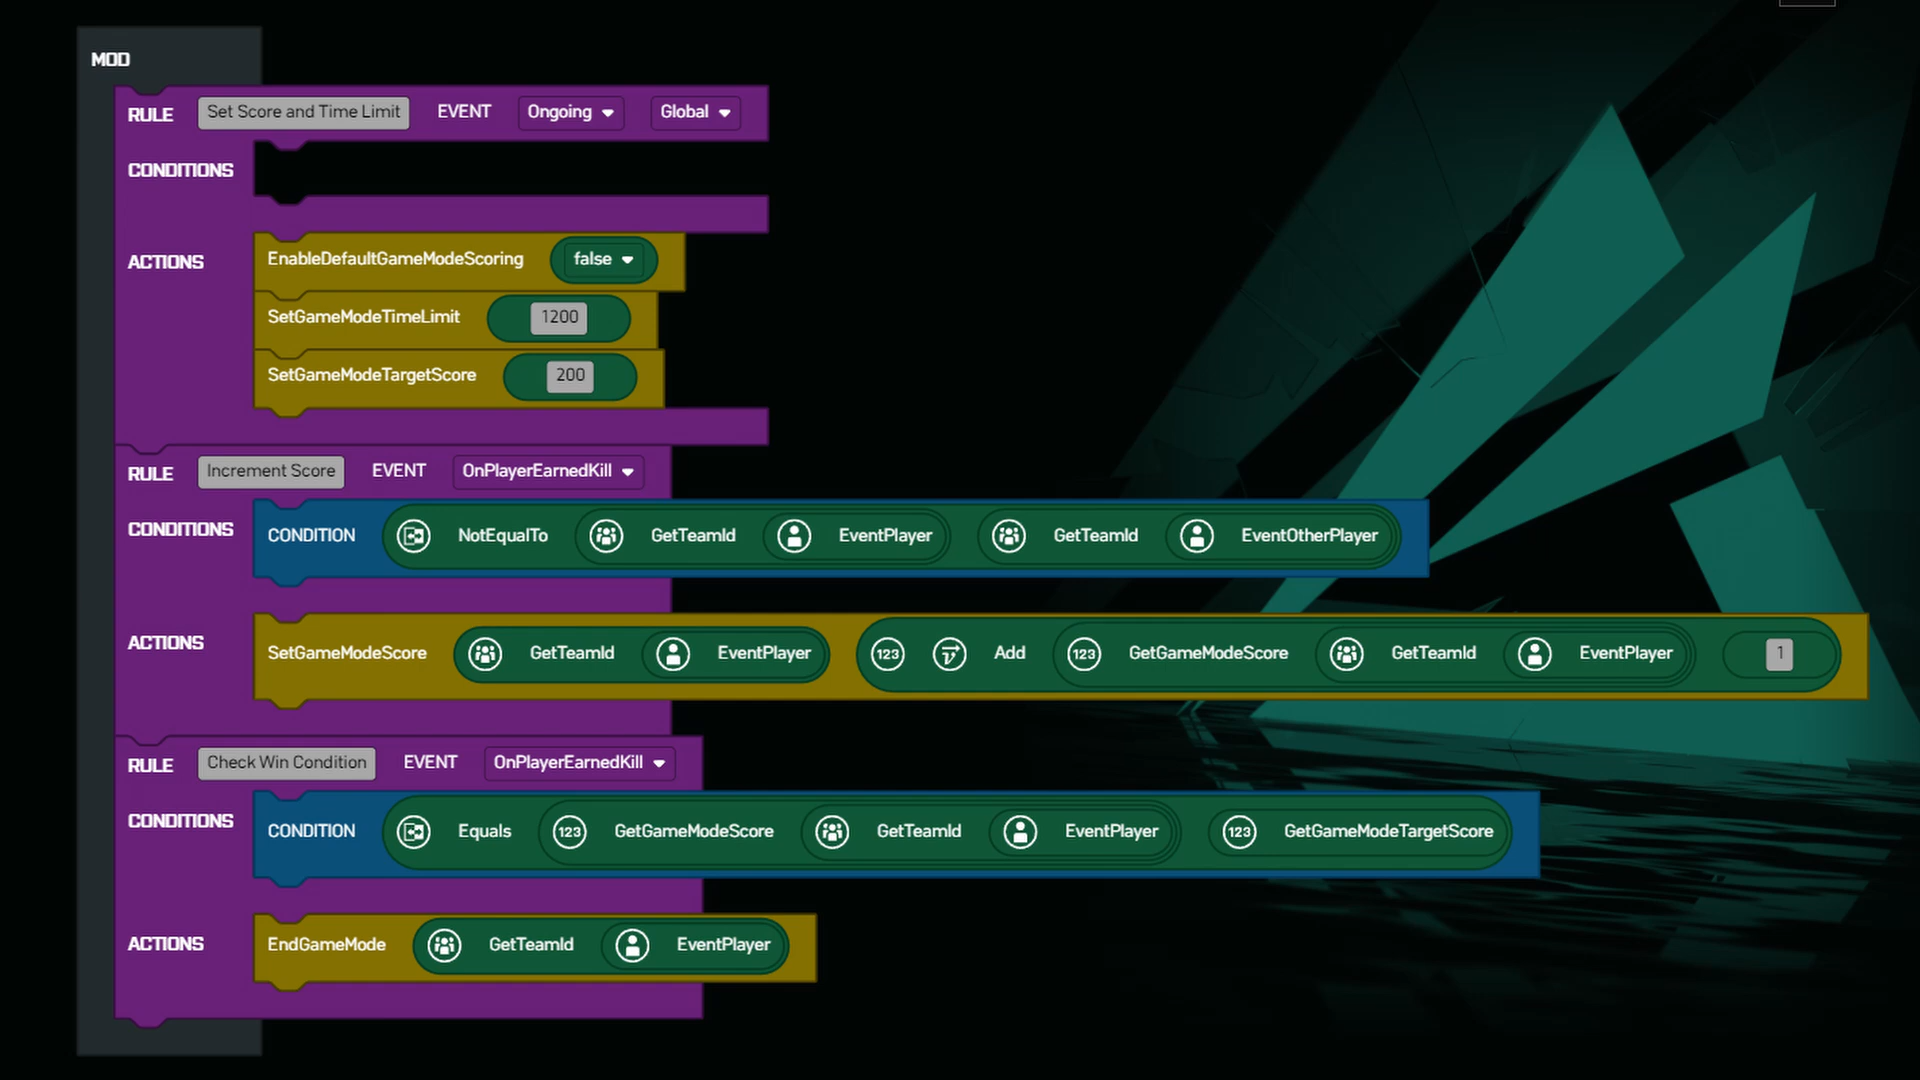 MOD
RULE Set Score and Time Limit EVENT Ongoing Global
CONDITIONS
ACTIONS EnableDefaultGameModeScoring false
SetGameModeTimeLimit 1200
SetGameModeTargetScore 200
RULE Increment Score EVENT OnPlayerEarnedKill
CONDITIONS CONDITION NotEqualTo GetTeamId EventPlayer GetTeamId EventOtherPlayer
ACTIONS SetGameModeScore GetTeamId EventPlayer 123 Add 123 GetGameModeScore GetTeamId EventPlayer 1
RULE Check Win Condition EVENT OnPlayerEarnedKill
CONDITIONS CONDITION Equals 123 GetGameModeScore GetTeamId EventPlayer 123 GetGameModeTargetScore
ACTIONS EndGameMode GetTeamId EventPlayer